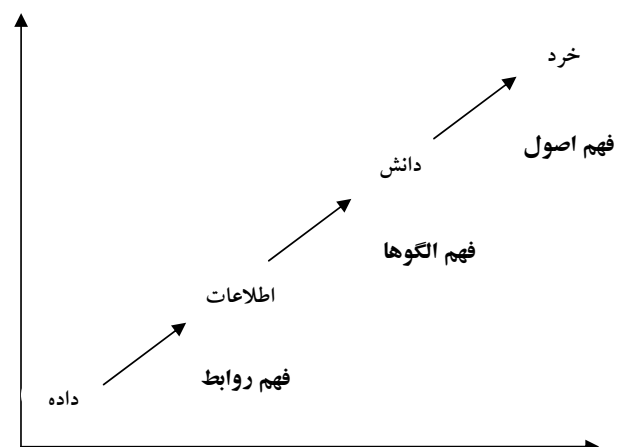 خرد
فهم اصول
دانش
فهم الگوها
اطلاعات
فهم روابط
داده